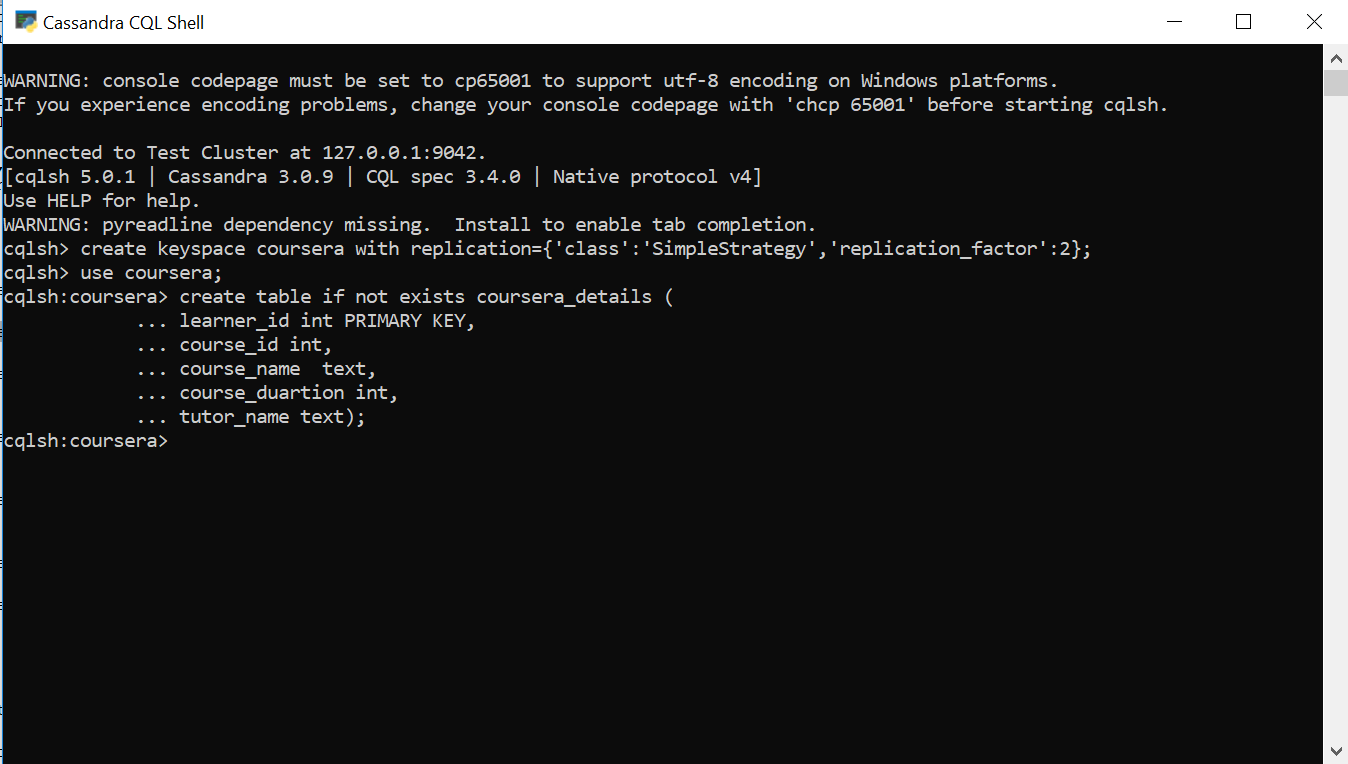 Cassandra CQL Shell
WARNING: console codepage must be set to cp65001 to support utf-8 encoding on Windows platforms.
If you experience encoding problems, change your console codepage with 'chcp 65001' before starting cqlsh.
Connected to Test Cluster at 127.0.0.1:9042.
[cqlsh 5.0.1 | Cassandra 3.0.9 | CQL spec 3.4.0 | Native protocol v4]
Use HELP for help.
WARNING: pyreadline dependency missing.  Install to enable tab completion.
cqlsh> create keyspace coursera with replication={'class':'SimpleStrategy','replication_factor':2};
cqlsh> use coursera;
cqlsh:coursera> create table if not exists coursera_details (
            ... learner_id int PRIMARY KEY,
            ... course_id int,
            ... course_name  text,
            ... course_duartion int,
            ... tutor_name text);
cqlsh:coursera>